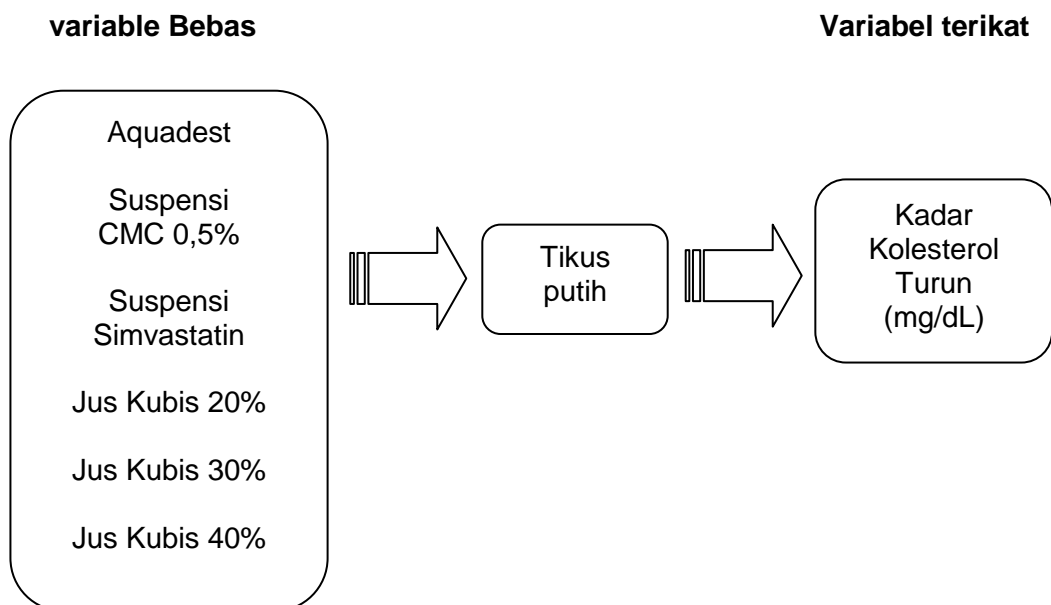 variable Bebas
Variabel terikat
Aquadest
Suspensi
CMC 0,5%
Suspensi
Simvastatin
Jus Kubis 20%
Jus Kubis 30%
Jus Kubis 40%
Tikus
putih
Kadar
Kolesterol
Turun
(mg/dL)